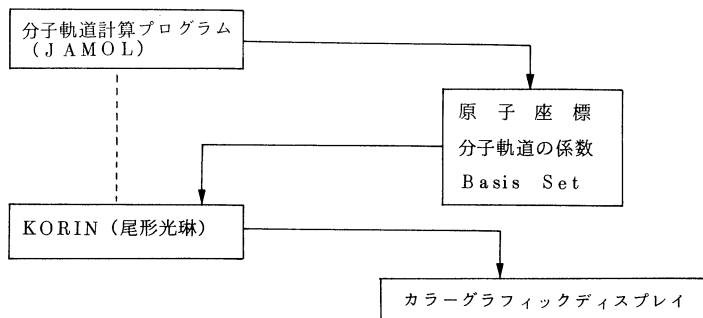 分子軌道計算プログラム
(JAMOL)
原子座標
分子軌道の係数
Basis Set
KORIN(尾形光琳)
カラーグラフィックディスプレイ